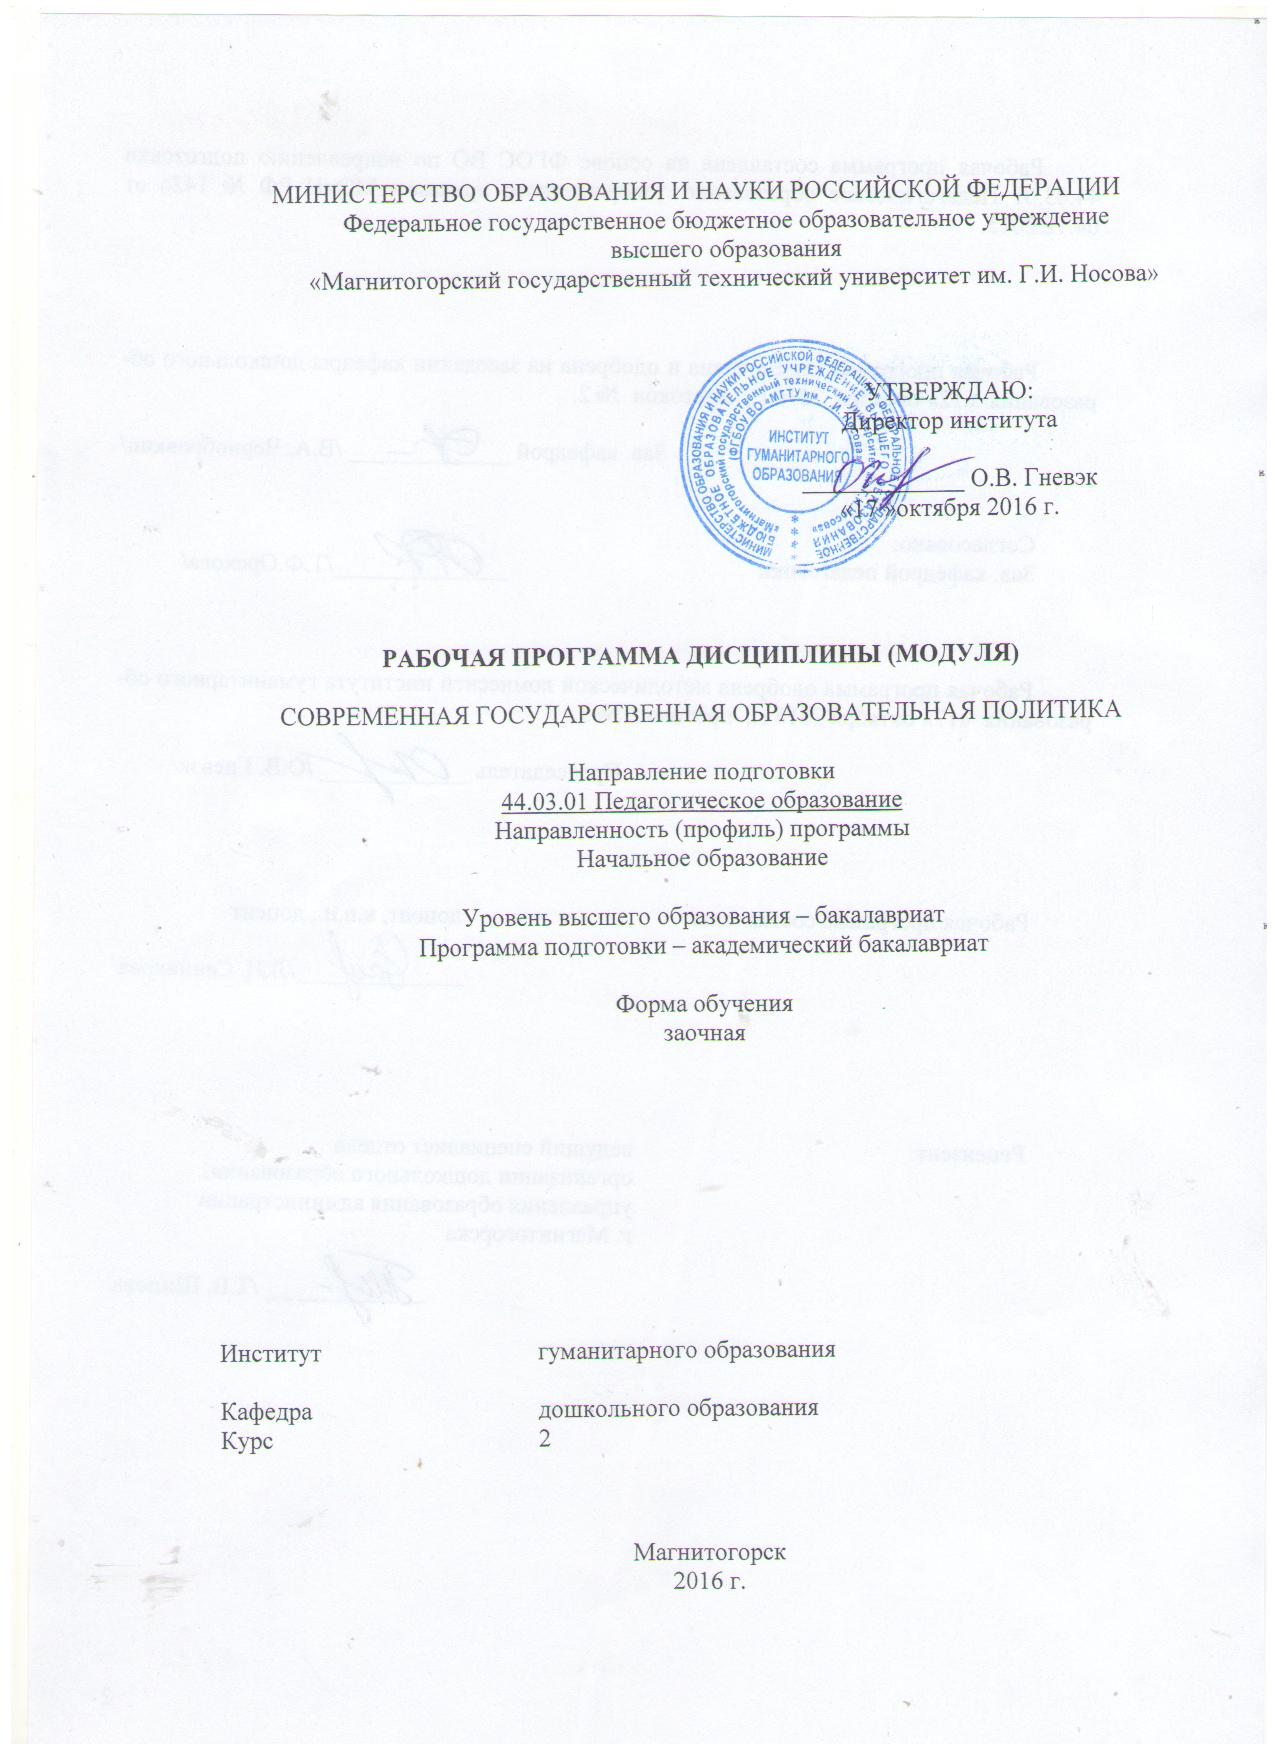 МИНИСТЕРСТВО ОБРАЗОВАНИЯ И НАУКИ РОССИЙСКОЙ ФЕДЕРАЦИИ
Федеральное государственное бюджетное образовательное учреждение
высшего образования
«Магнитогорский государственный технический университет им. Г.И. Носова»
УТВЕРЖДАЮ:
Директор института
О.В. Гневэк
«17»октября 2016 г.
ИНСТИТУТ
ГУМАНИТАРНОГО
ОБРАЗОВАНИЯ
РАБОЧАЯ ПРОГРАММА ДИСЦИПЛИНЫ (МОДУЛЯ)
СОВРЕМЕННАЯ ГОСУДАРСТВЕННАЯ ОБРАЗОВАТЕЛЬНАЯ ПОЛИТИКА
Направление подготовки
44.03.01 Педагогическое образование
Направленность (профиль) программы
Начальное образование
Уровень высшего образования – бакалавриат
Программа подготовки – академический бакалавриат
Форма обучения
заочная
Институт гуманитарного образования
Кафедра дошкольного образования
Курс 2
Магнитогорск
2016 г.